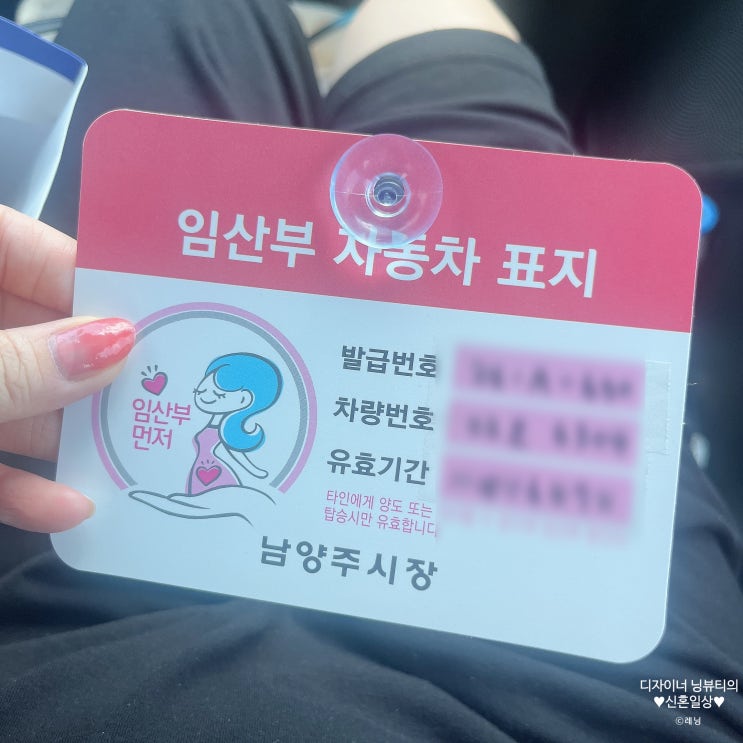 임산부 자동차 표지
임산부
먼저
발급번호
차량번호
유효기간
타인에게 양도 또는
탑승시만 유효합니다
남양주시장
디자이너 닝뷰티의
♥신혼일상♥
©레닝